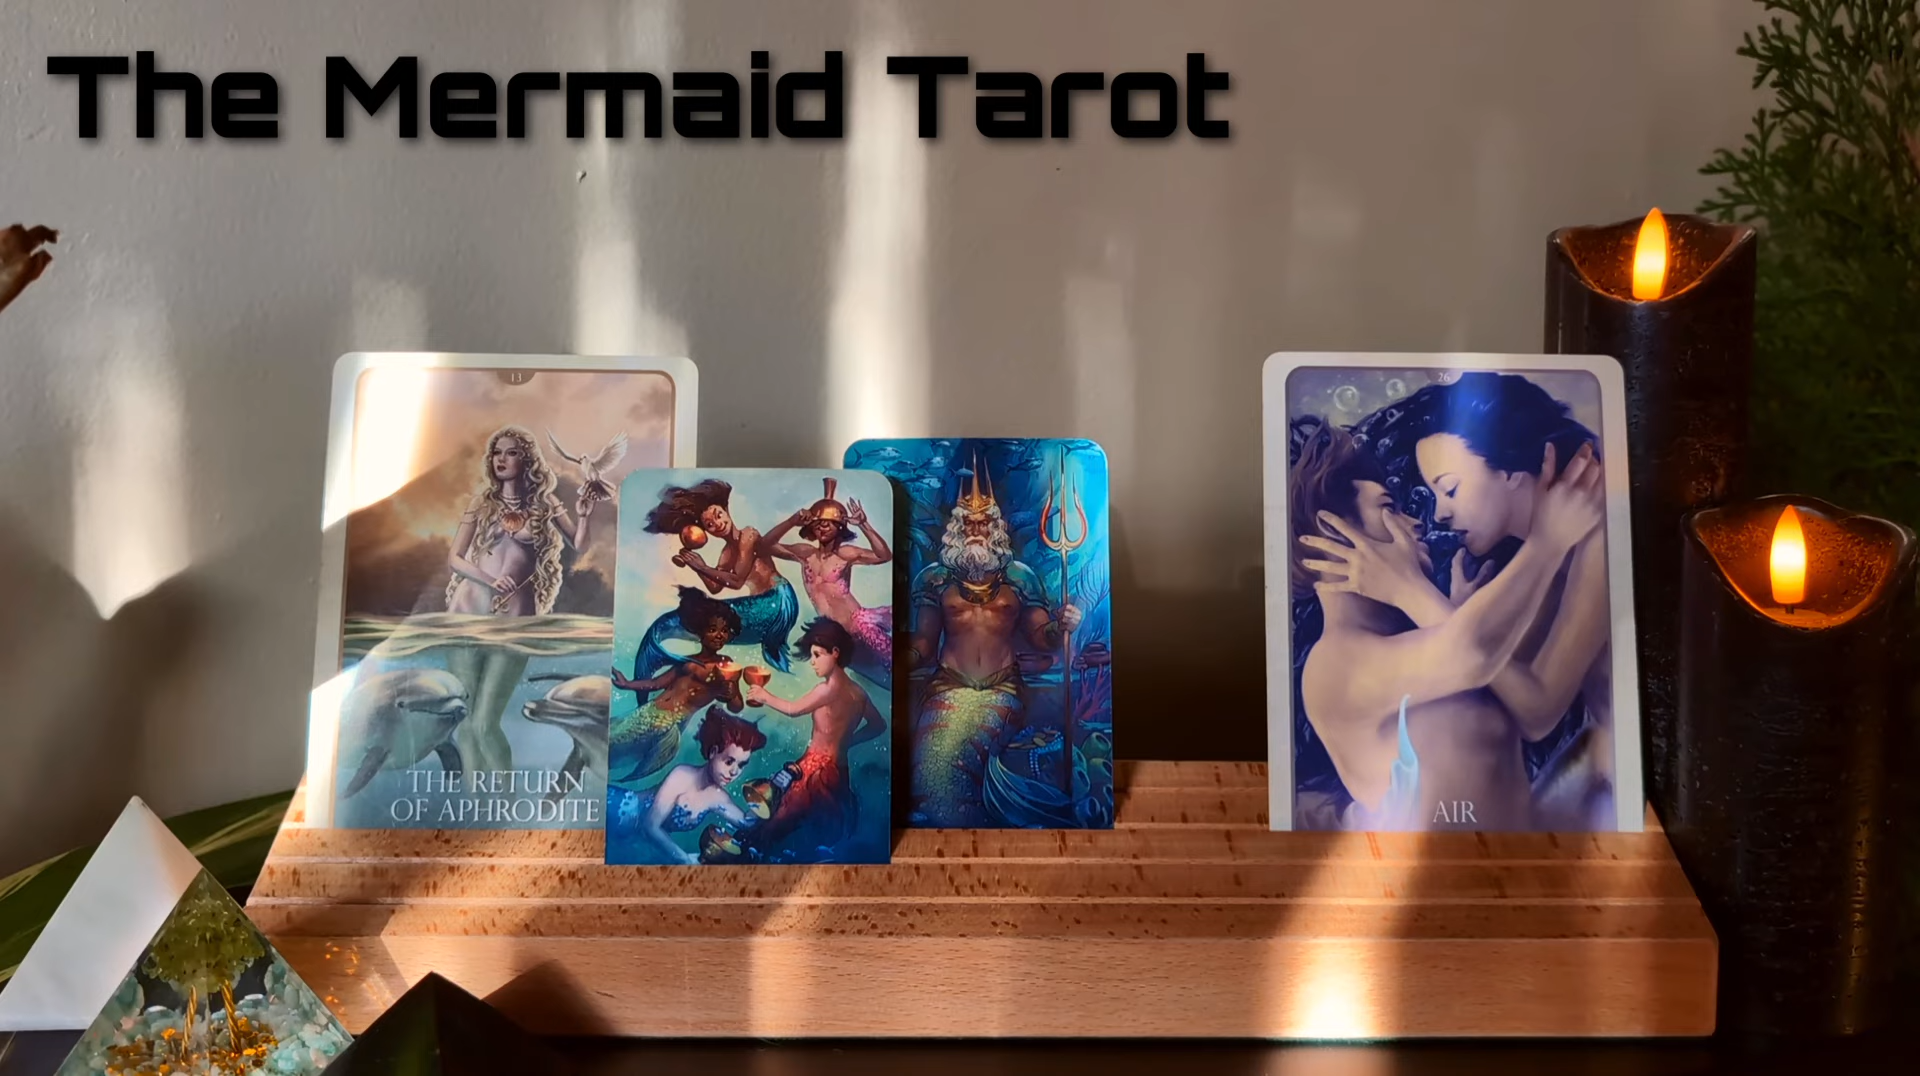 The Mermaid Tarot
13
THE RETURN
OF APHRODITE
26
AIR